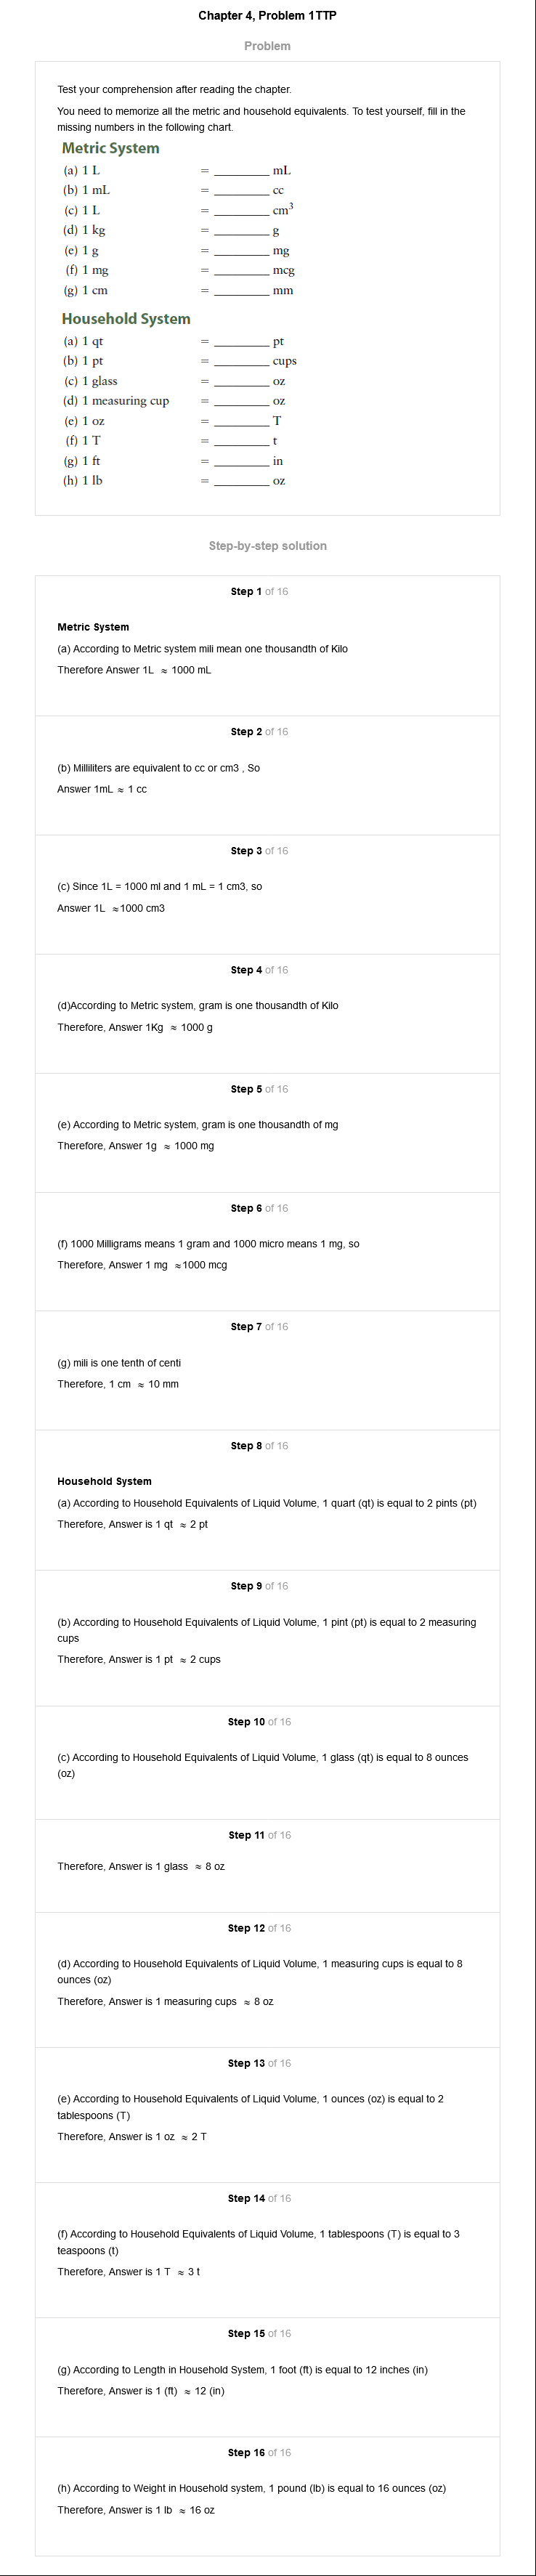 Chapter 4, Problem 1TTP
Problem
Test your comprehension after reading the chapter.
You need to memorize all the metric and household equivalents. To test yourself, fill in the
missing numbers in the following chart.
Metric System
(a) 1 L = ________ mL
(b) 1 mL = ________ cc
(c) 1 L = ________ cm³
(d) 1 kg = ________ g
(e) 1 g = ________ mg
(f) 1 mg = ________ mcg
(g) 1 cm = ________ mm
Household System
(a) 1 qt = ________ pt
(b) 1 pt = ________ cups
(c) 1 glass = ________ oz
(d) 1 measuring cup = ________ oz
(e) 1 oz = ________ T
(f) 1 T = ________ t
(g) 1 ft = ________ in
(h) 1 lb = ________ oz
Step-by-step solution
Step 1 of 16
Metric System
(a) According to Metric system mili mean one thousandth of Kilo
Therefore Answer 1L ≈ 1000 mL
Step 2 of 16
(b) Milliliters are equivalent to cc or cm3 , So
Answer 1mL ≈ 1 cc
Step 3 of 16
(c) Since 1L = 1000 ml and 1 mL = 1 cm3, so
Answer 1L ≈1000 cm3
Step 4 of 16
(d)According to Metric system, gram is one thousandth of Kilo
Therefore, Answer 1Kg ≈ 1000 g
Step 5 of 16
(e) According to Metric system, gram is one thousandth of mg
Therefore, Answer 1g ≈ 1000 mg
Step 6 of 16
(f) 1000 Milligrams means 1 gram and 1000 micro means 1 mg, so
Therefore, Answer 1 mg ≈1000 mcg
Step 7 of 16
(g) mili is one tenth of centi
Therefore, 1 cm ≈ 10 mm
Step 8 of 16
Household System
(a) According to Household Equivalents of Liquid Volume, 1 quart (qt) is equal to 2 pints (pt)
Therefore, Answer is 1 qt ≈ 2 pt
Step 9 of 16
(b) According to Household Equivalents of Liquid Volume, 1 pint (pt) is equal to 2 measuring
cups
Therefore, Answer is 1 pt ≈ 2 cups
Step 10 of 16
(c) According to Household Equivalents of Liquid Volume, 1 glass (qt) is equal to 8 ounces
(oz)
Step 11 of 16
Therefore, Answer is 1 glass ≈ 8 oz
Step 12 of 16
(d) According to Household Equivalents of Liquid Volume, 1 measuring cups is equal to 8
ounces (oz)
Therefore, Answer is 1 measuring cups ≈ 8 oz
Step 13 of 16
(e) According to Household Equivalents of Liquid Volume, 1 ounces (oz) is equal to 2
tablespoons (T)
Therefore, Answer is 1 oz ≈ 2 T
Step 14 of 16
(f) According to Household Equivalents of Liquid Volume, 1 tablespoons (T) is equal to 3
teaspoons (t)
Therefore, Answer is 1 T ≈ 3 t
Step 15 of 16
(g) According to Length in Household System, 1 foot (ft) is equal to 12 inches (in)
Therefore, Answer is 1 (ft) ≈ 12 (in)
Step 16 of 16
(h) According to Weight in Household system, 1 pound (lb) is equal to 16 ounces (oz)
Therefore, Answer is 1 lb ≈ 16 oz